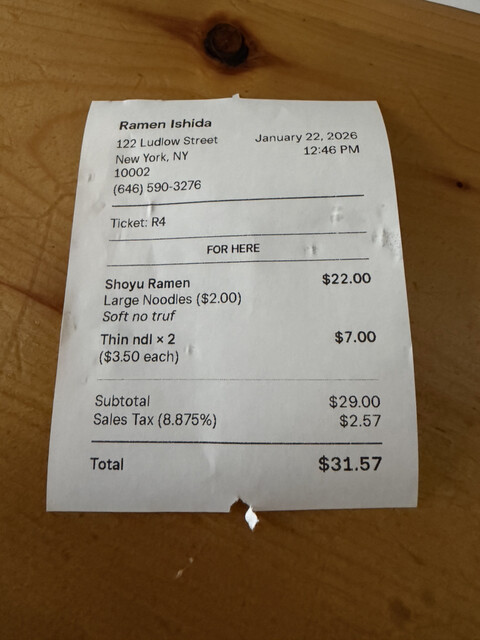 Ramen Ishida
122 Ludlow Street
New York, NY
10002
(646) 590-3276
January 22, 2026
12:46 PM
Ticket: R4
FOR HERE
Shoyu Ramen $22.00
Large Noodles ($2.00)
Soft no truf
Thin ndl × 2 $7.00
($3.50 each)
Subtotal $29.00
Sales Tax (8.875%) $2.57
Total $31.57